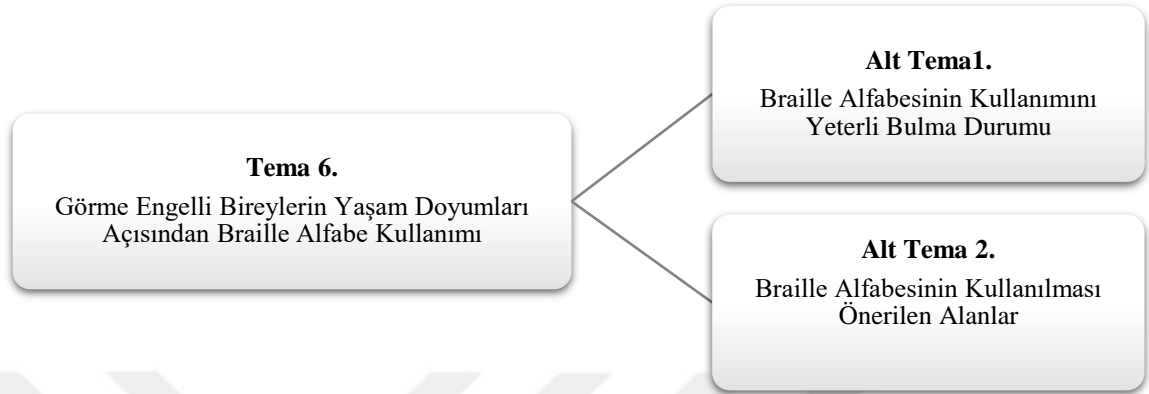 Tema 6.
Görme Engelli Bireylerin Yaşam Doyumları
Açısından Braille Alfabe Kullanımı
Alt Tema1.
Braille Alfabesinin Kullanımını
Yeterli Bulma Durumu
Alt Tema 2.
Braille Alfabesinin Kullanılması
Önerilen Alanlar